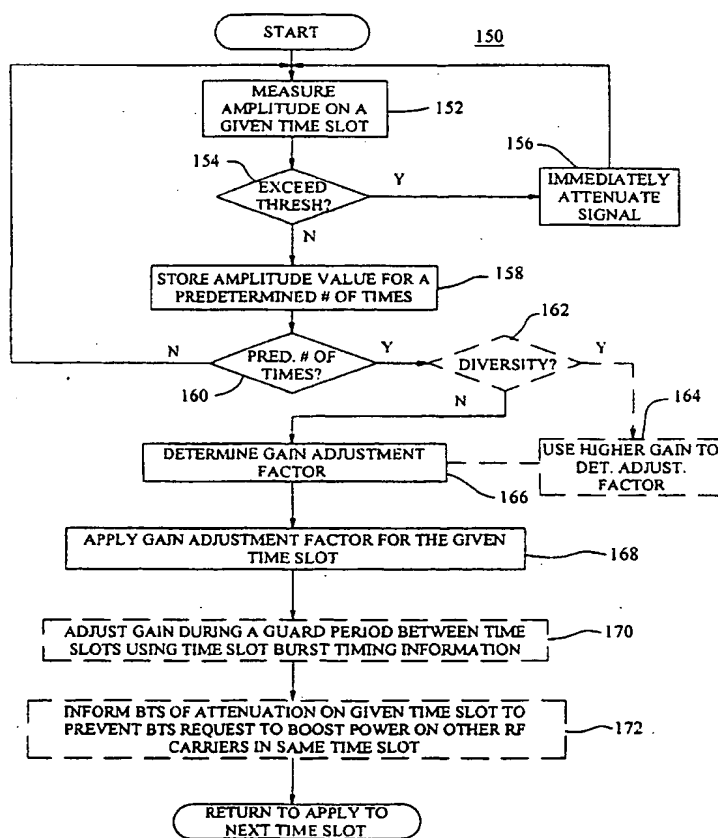 START
150
MEASURE
AMPLITUDE ON A
GIVEN TIME SLOT
152
154
EXCEED
THRESH?
Y
156
IMMEDIATELY
ATTENUATE
SIGNAL
N
STORE AMPLITUDE VALUE FOR A
PREDETERMINED # OF TIMES
158
162
N
PRED. # OF
TIMES?
Y
160
DIVERSITY?
Y
N
164
DETERMINE GAIN ADJUSTMENT
FACTOR
166
USE HIGHER GAIN TO
DET. ADJUST.
FACTOR
APPLY GAIN ADJUSTMENT FACTOR FOR THE GIVEN
TIME SLOT
168
ADJUST GAIN DURING A GUARD PERIOD BETWEEN TIME
SLOTS USING TIME SLOT BURST TIMING INFORMATION
170
INFORM BTS OF ATTENUATION ON GIVEN TIME SLOT TO
PREVENT BTS REQUEST TO BOOST POWER ON OTHER RF
CARRIERS IN SAME TIME SLOT
172
RETURN TO APPLY TO
NEXT TIME SLOT